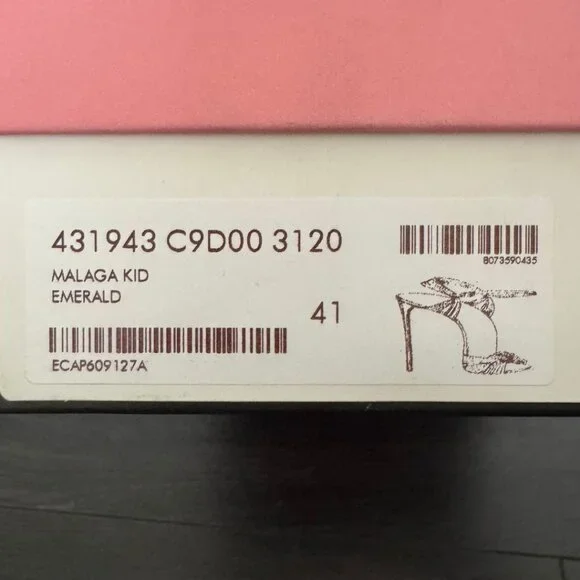 431943 C9D00 3120
8073590435
MALAGA KID
EMERALD
41
ECAP609127A